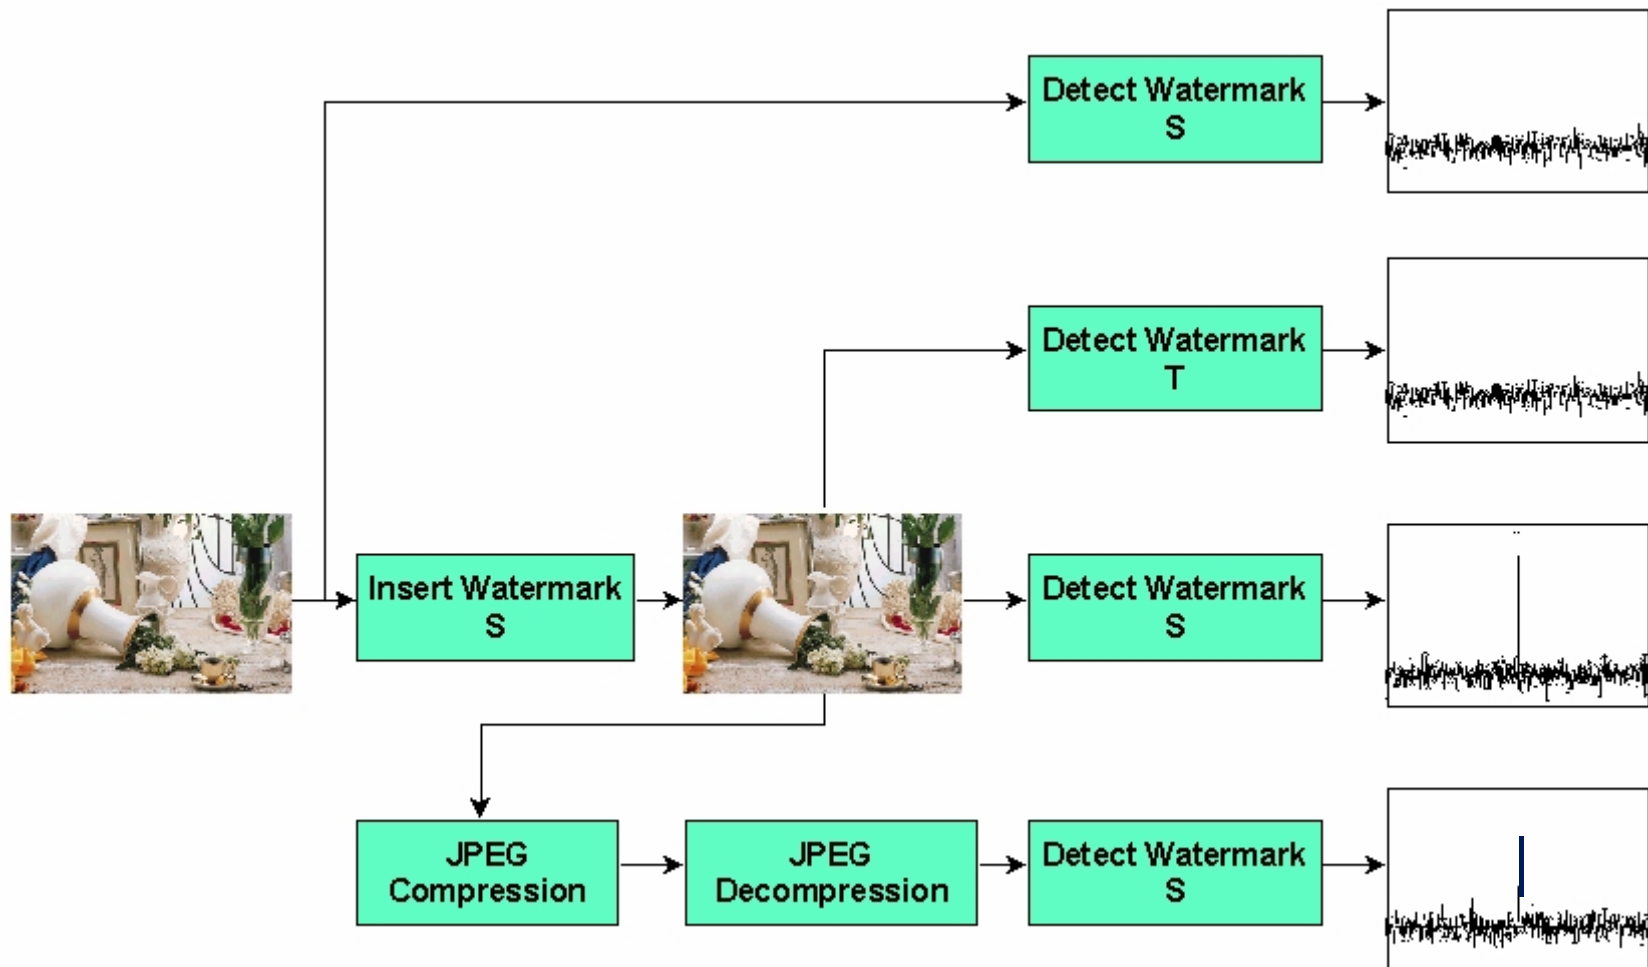 Detect Watermark
S
Detect Watermark
T
Insert Watermark
S
Detect Watermark
S
JPEG
Compression
JPEG
Decompression
Detect Watermark
S